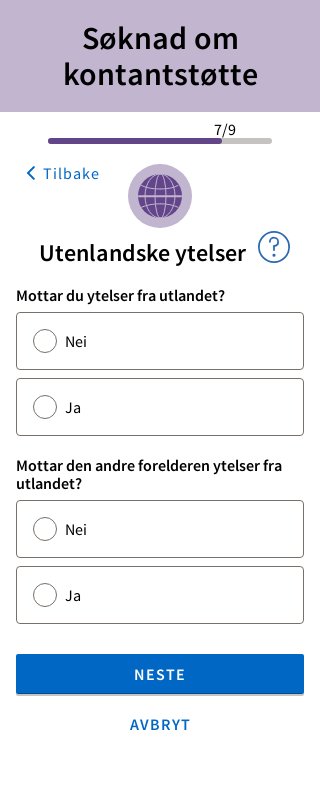 Søknad om
kontantstøtte
7/9
Tilbake
Utenlandske ytelser
?
Mottar du ytelser fra utlandet?
Nei
Ja
Mottar den andre forelderen ytelser fra
utlandet?
Nei
Ja
NESTE
AVBRYT